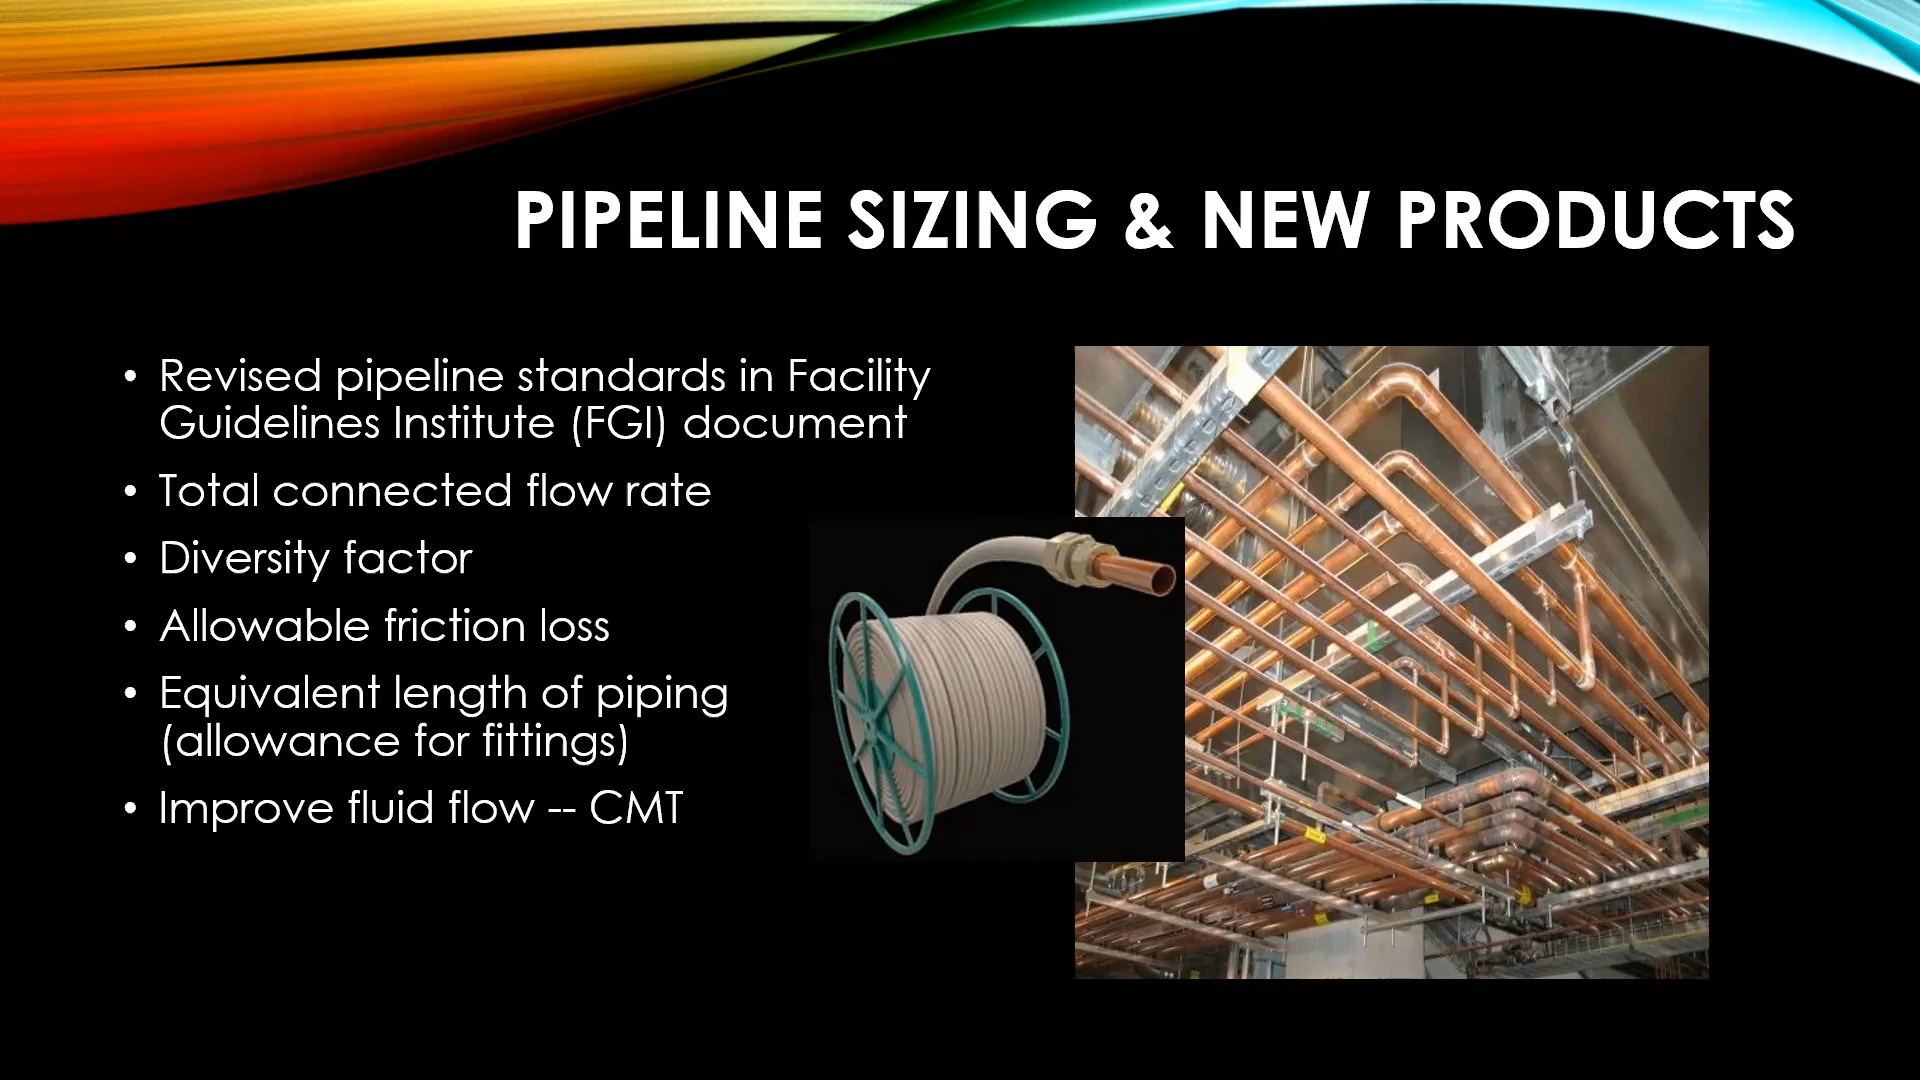 PIPELINE SIZING & NEW PRODUCTS
• Revised pipeline standards in Facility
Guidelines Institute (FGI) document
• Total connected flow rate
• Diversity factor
• Allowable friction loss
• Equivalent length of piping
(allowance for fittings)
• Improve fluid flow -- CMT